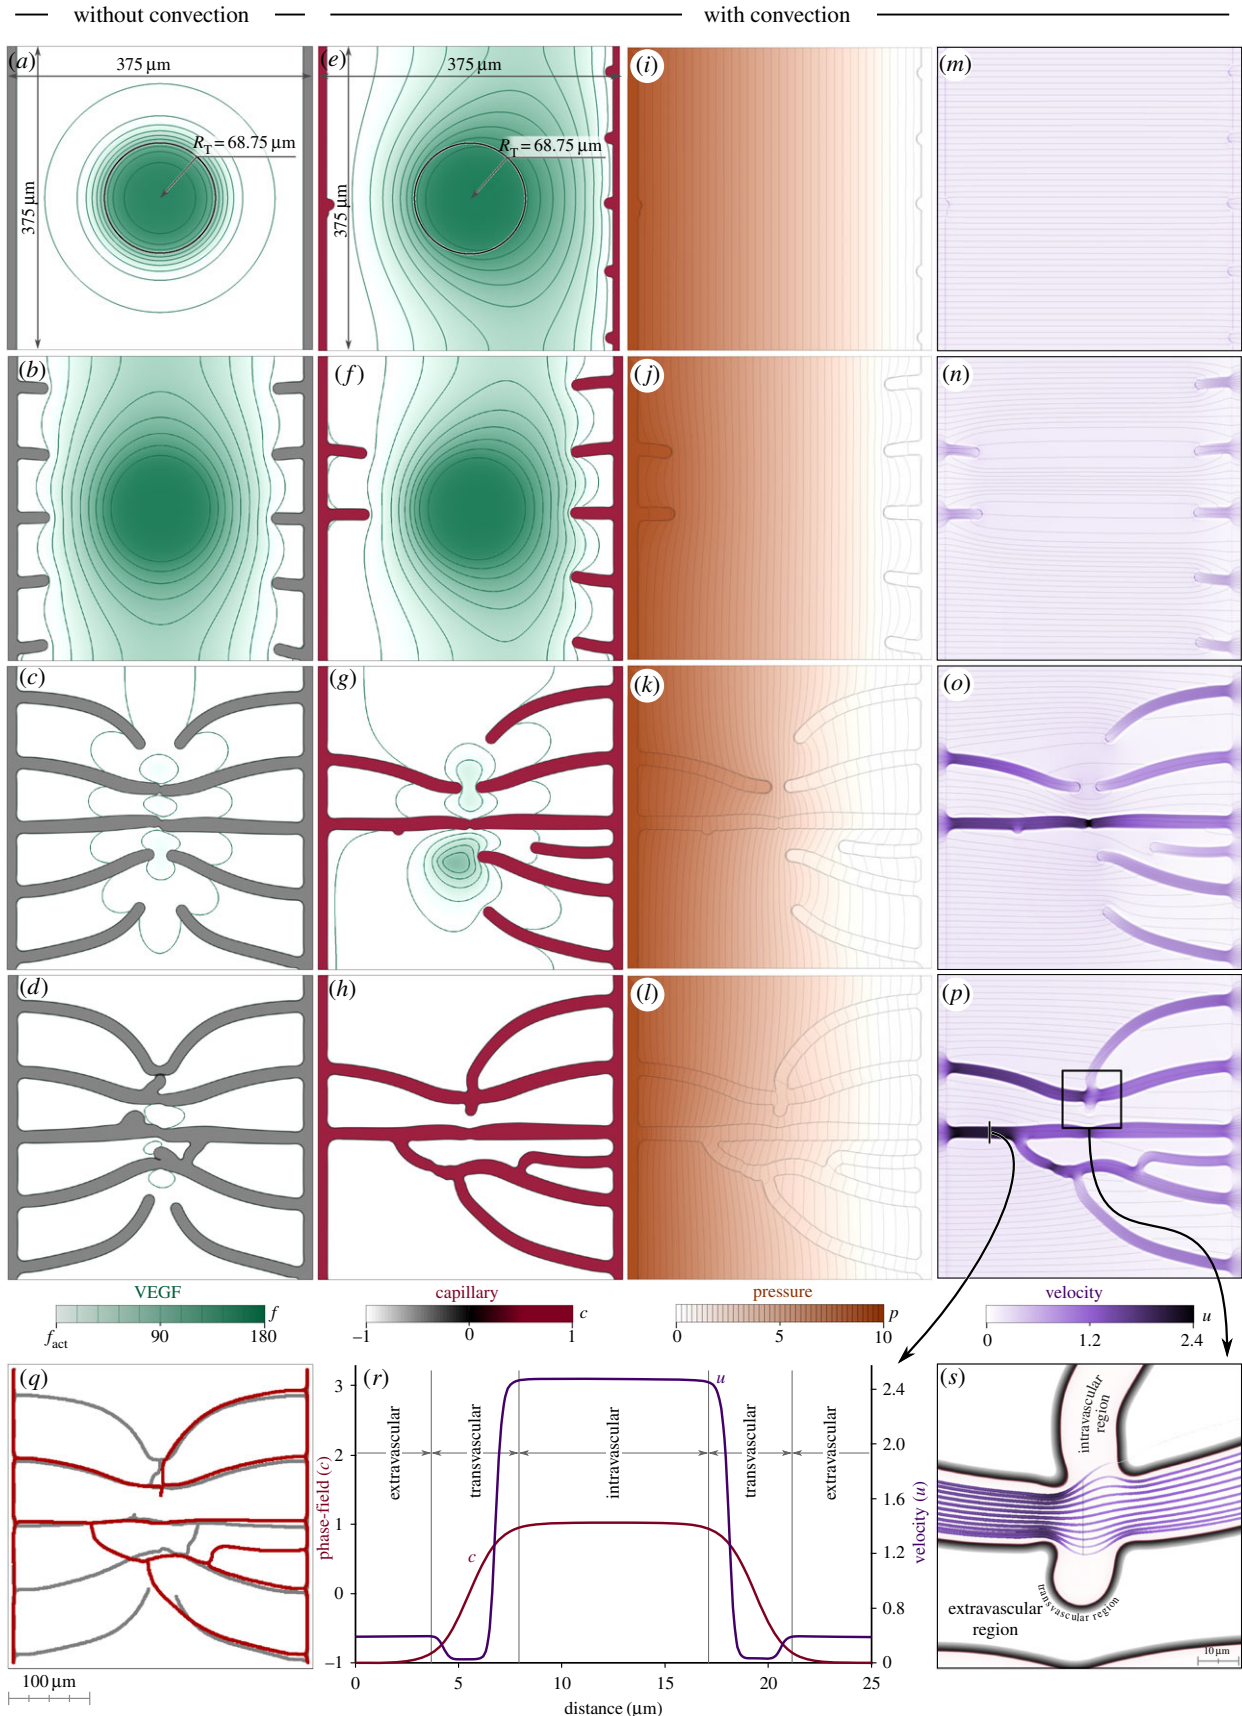 without convection
with convection
(a)
375 µm
375 µm
R_T = 68.75 µm
(e)
375 µm
375 µm
R_T = 68.75 µm
(i)
(m)
(b)
(f)
(j)
(n)
(c)
(g)
(k)
(o)
(d)
(h)
(l)
(p)
VEGF
f
f_act 90 180
capillary
c
–1 0 1
pressure
p
0 5 10
velocity
u
0 1.2 2.4
(q)
100 µm
(r)
phase-field (c)
3
2
1
0
–1
extravascular
transvascular
intravascular
transvascular
extravascular
u
c
2.4
2.0
1.6
1.2
0.8
0
velocity (u)
0 5 10 15 20 25
distance (µm)
(s)
intravascular
region
transvascular region
extravascular
region
10 µm